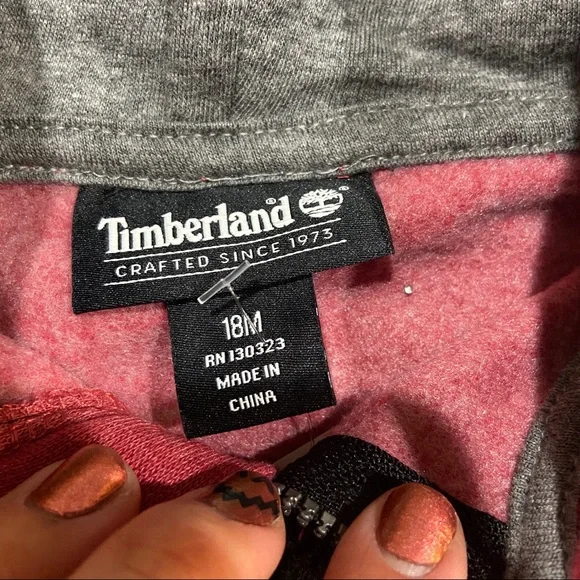 Timberland®
CRAFTED SINCE 1973
18M
RN 130323
MADE IN
CHINA